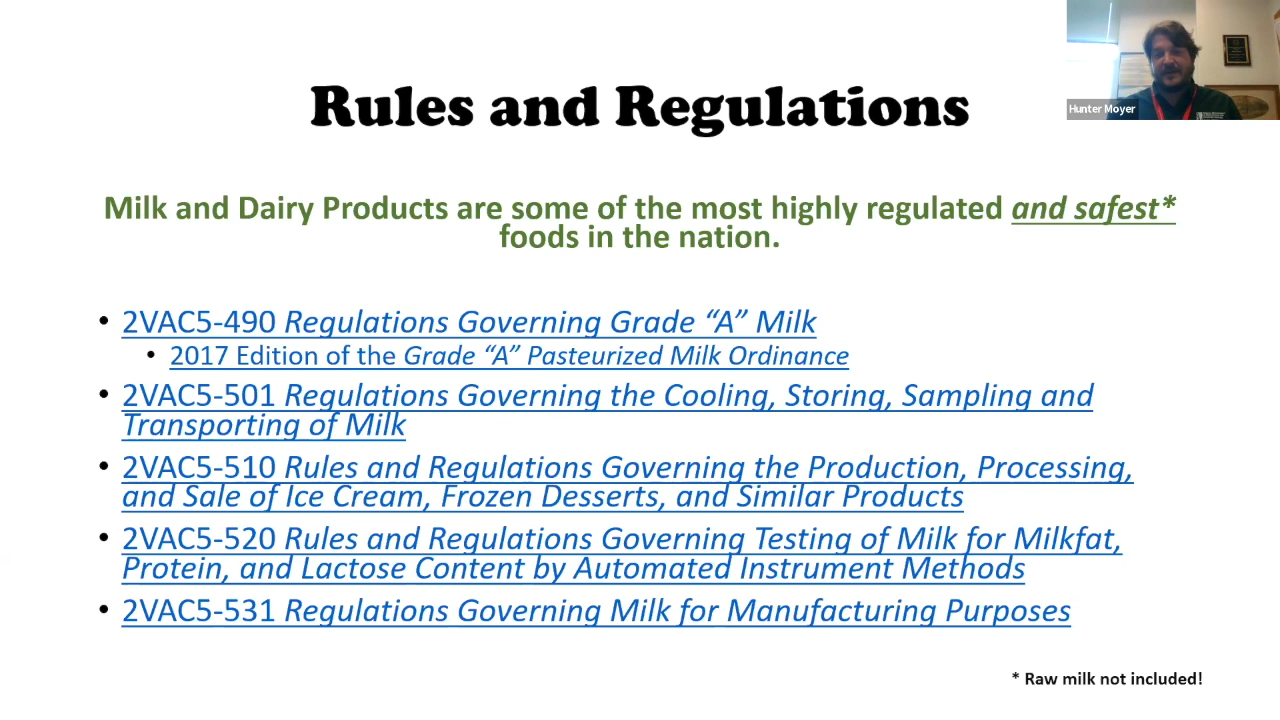 Hunter Moyer
Rules and Regulations
Milk and Dairy Products are some of the most highly regulated and safest*
foods in the nation.
• 2VAC5-490 Regulations Governing Grade “A” Milk
• 2017 Edition of the Grade “A” Pasteurized Milk Ordinance
• 2VAC5-501 Regulations Governing the Cooling, Storing, Sampling and
Transporting of Milk
• 2VAC5-510 Rules and Regulations Governing the Production, Processing,
and Sale of Ice Cream, Frozen Desserts, and Similar Products
• 2VAC5-520 Rules and Regulations Governing Testing of Milk for Milkfat,
Protein, and Lactose Content by Automated Instrument Methods
• 2VAC5-531 Regulations Governing Milk for Manufacturing Purposes
* Raw milk not included!